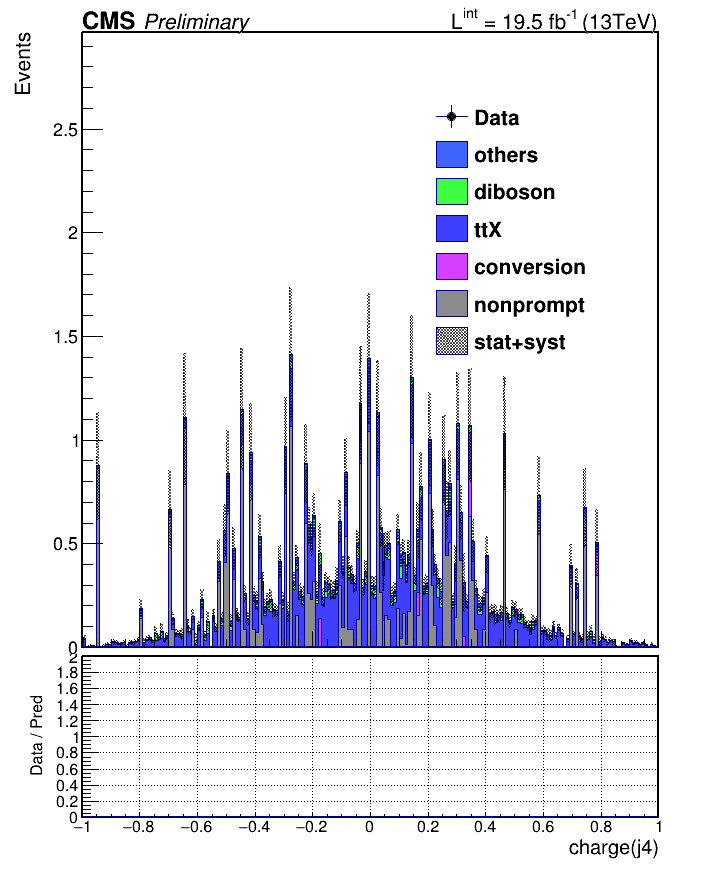 CMS Preliminary L^int = 19.5 fb^-1 (13TeV)
Events
Data
others
diboson
ttX
conversion
nonprompt
stat+syst
2.5
2
1.5
1
0.5
0
Data / Pred
2
1.8
1.6
1.4
1.2
1
0.8
0.6
0.4
0.2
0
−1 −0.8 −0.6 −0.4 −0.2 0 0.2 0.4 0.6 0.8 1
charge(j4)